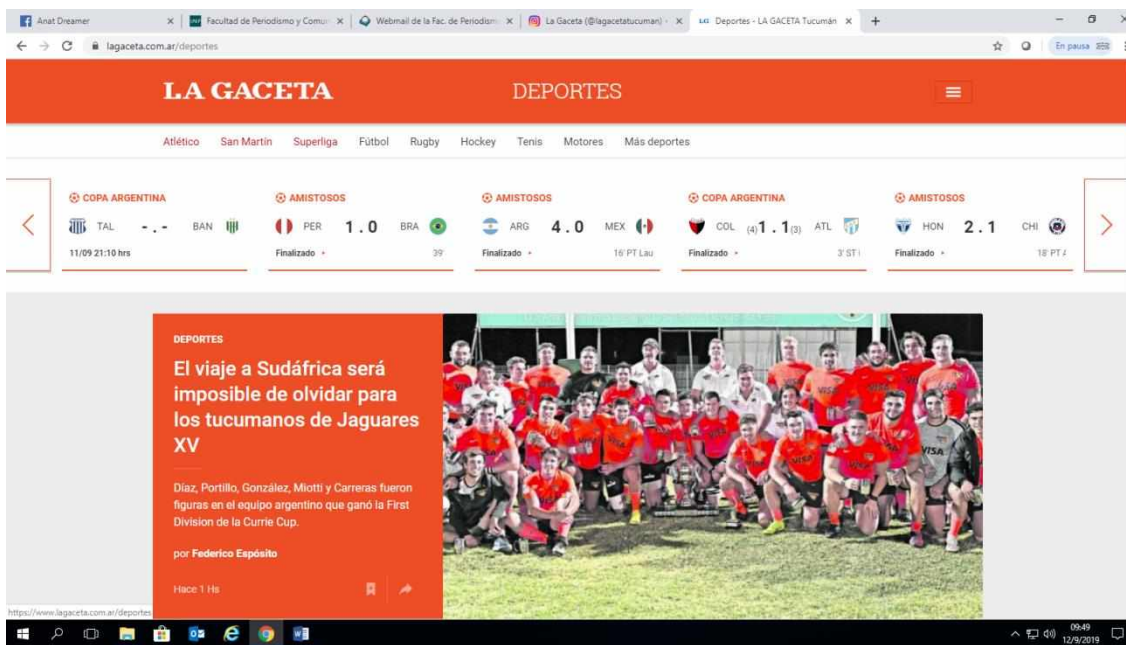 Anat Dreamer
Facultad de Periodismo y Comun
Webmail de la Fac. de Periodism
La Gaceta (@lagacetatucuman) •
LG Deportes - LA GACETA Tucumán
lagaceta.com.ar/deportes
En pausa
LA GACETA
DEPORTES
Atlético San Martín Superliga Fútbol Rugby Hockey Tenis Motores Más deportes
COPA ARGENTINA
TAL -.- BAN
11/09 21:10 hrs
AMISTOSOS
PER 1.0 BRA
Finalizado • 39'
AMISTOSOS
ARG 4.0 MEX
Finalizado • 16' PT Lau
COPA ARGENTINA
COL (4)1.1(3) ATL
Finalizado • 3' ST
AMISTOSOS
HON 2.1 CHI
Finalizado • 18' PT
DEPORTES
El viaje a Sudáfrica será
imposible de olvidar para
los tucumanos de Jaguares
XV
Díaz, Portillo, González, Miotti y Carreras fueron
figuras en el equipo argentino que ganó la First
Division de la Currie Cup.
por Federico Espósito
Hace 1 Hs
VISA
VISA
https://www.lagaceta.com.ar/deportes
09:49
12/9/2019